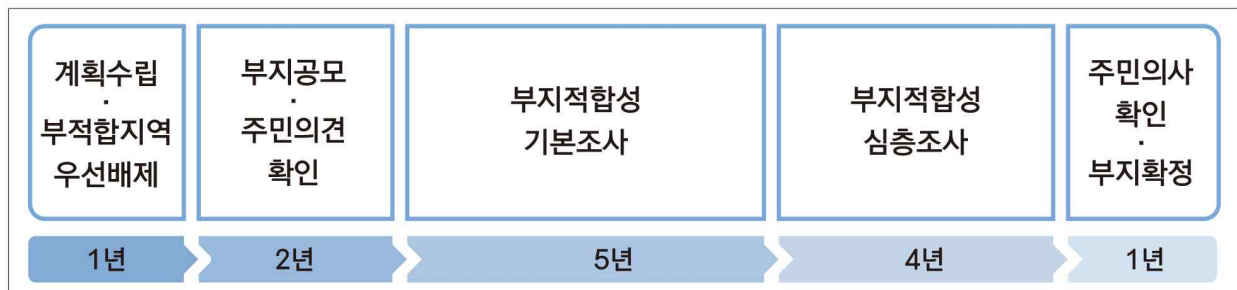 계획수립
·
부적합지역
우선배제
부지공모
·
주민의견
확인
부지적합성
기본조사
부지적합성
심층조사
주민의사
확인
·
부지확정
1년
2년
5년
4년
1년